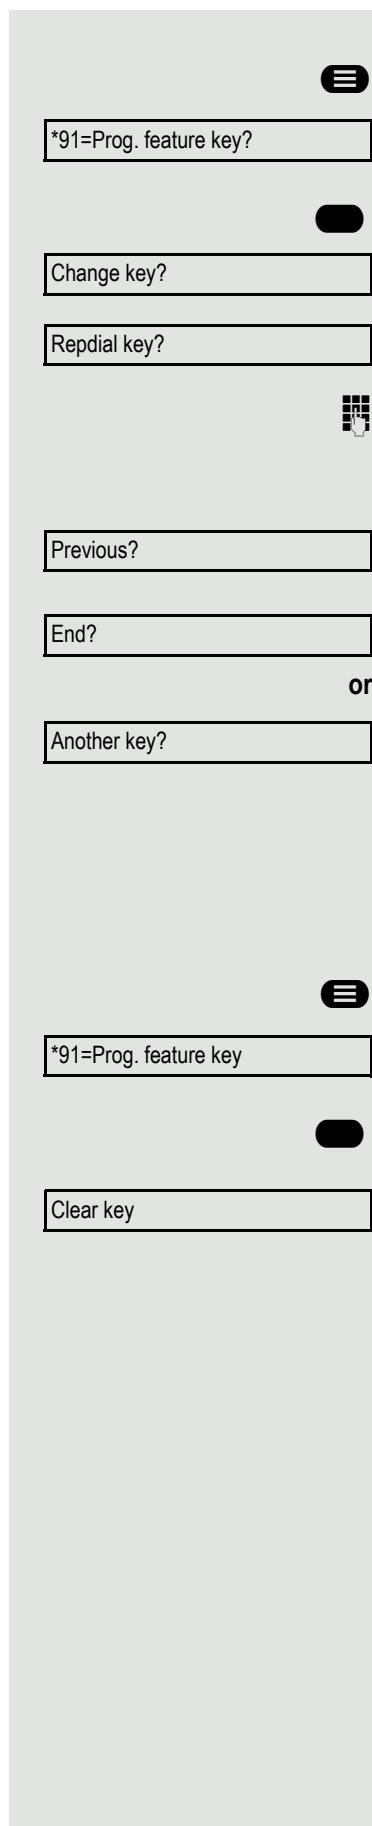 *91=Prog. feature key?
Change key?
Repdial key?
Previous?
End?
or
Another key?
*91=Prog. feature key
Clear key